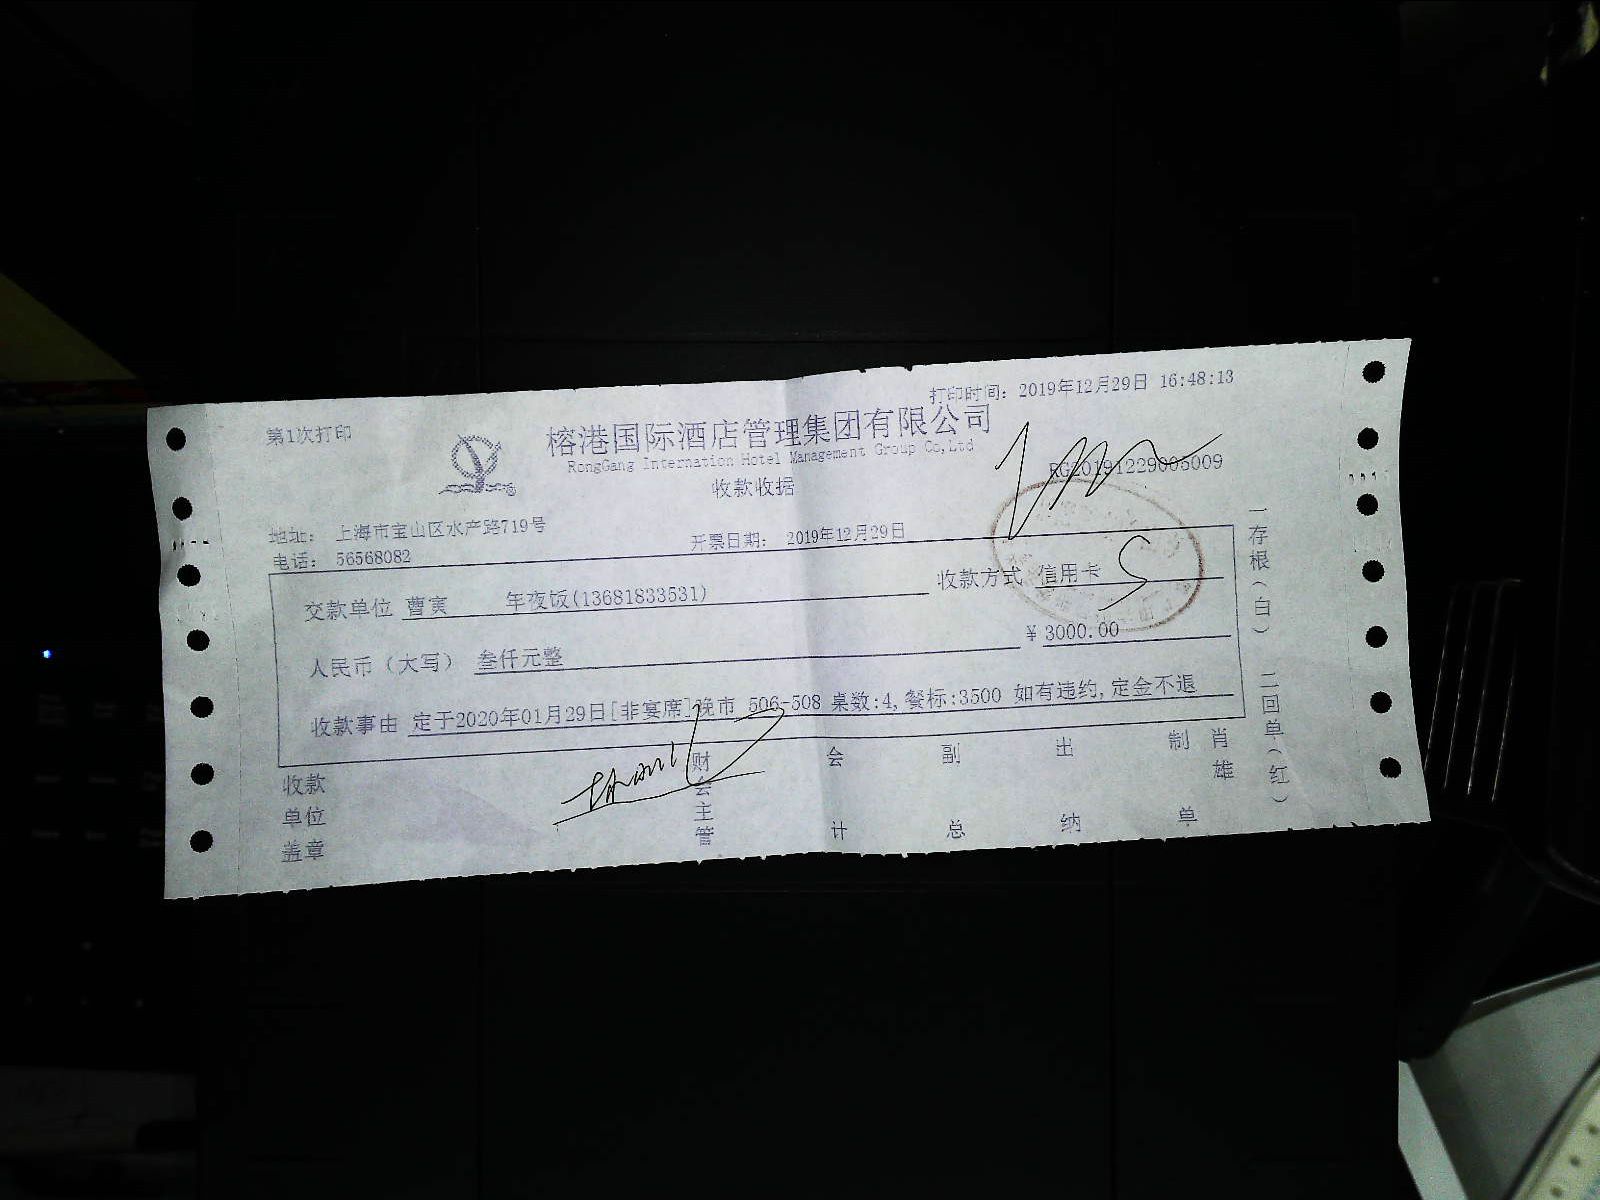 打印时间：2019年12月29日 16:48:13
第1次打印
榕港国际酒店管理集团有限公司
RongGang Internation Hotel Management Group Co,Ltd
RG20191229005009
收款收据
地址： 上海市宝山区水产路719号
电话： 56568082
开票日期： 2019年12月29日
交款单位 曹寅 年夜饭(13681833531) 收款方式 信用卡
人民币（大写） 叁仟元整 ¥ 3000.00
收款事由 定于2020年01月29日[非宴席]晚市 506-508 桌数:4,餐标:3500 如有违约,定金不退
收款单位盖章 财会主管 会计 副总 出纳 制单 肖雄
一存根（白） 二回单（红）